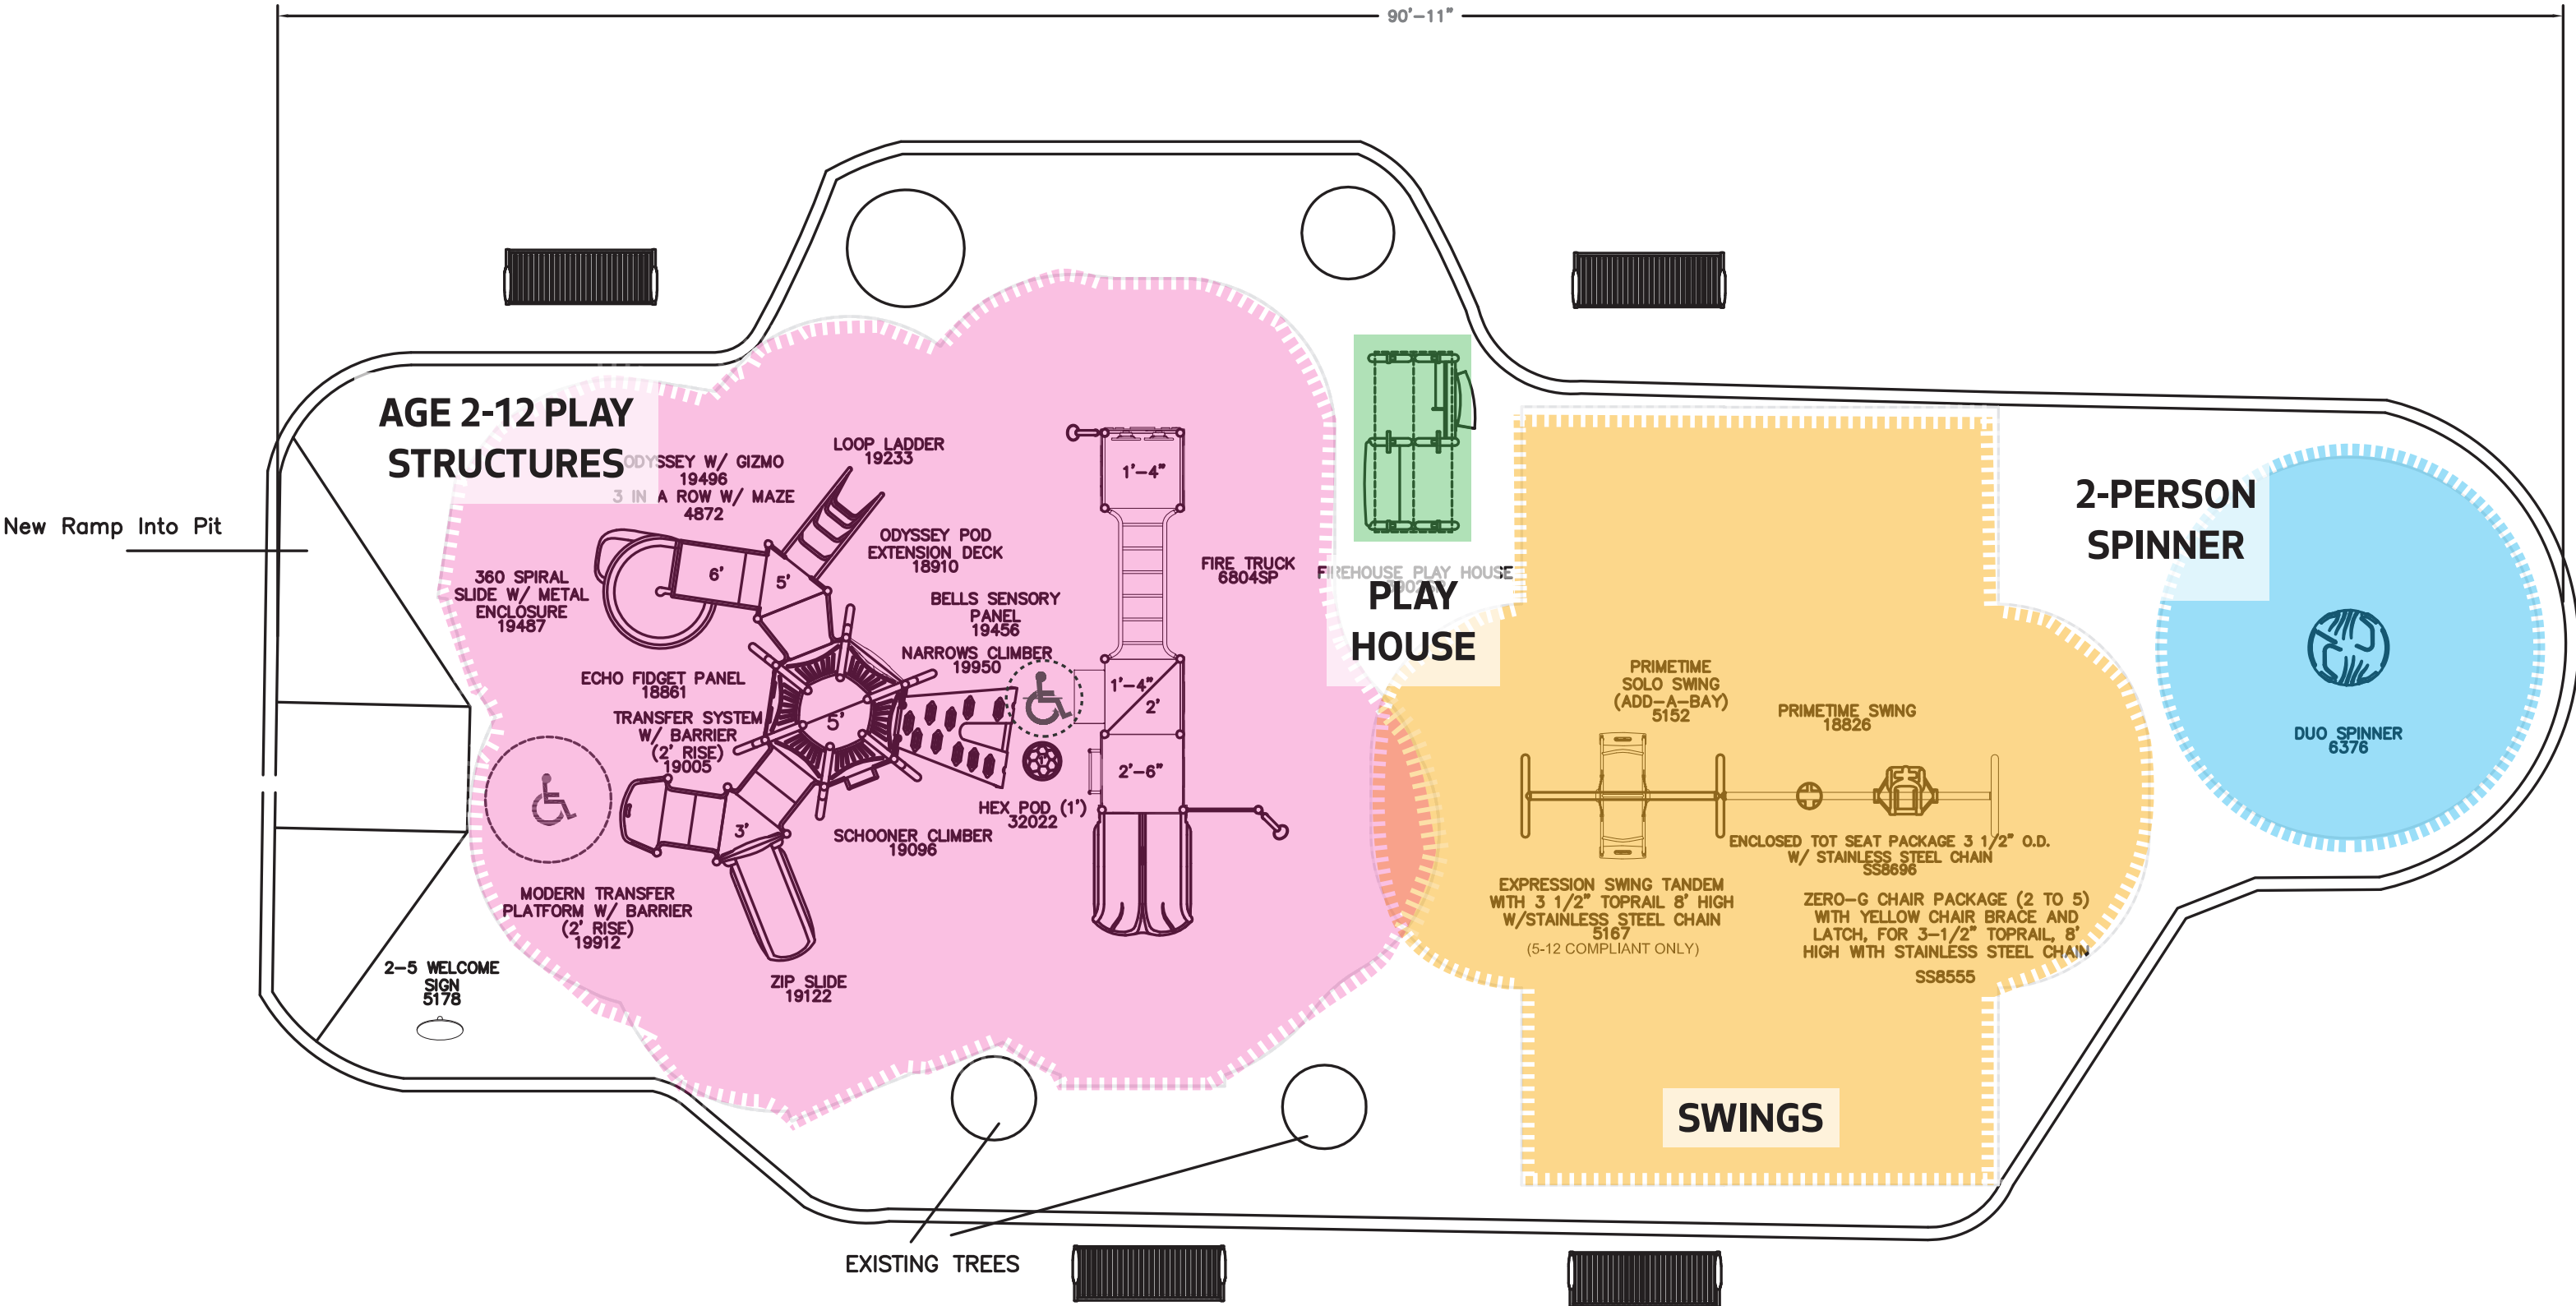 90'-11"
AGE 2-12 PLAY
STRUCTURES
ODYSSEY W/ GIZMO
19496
3 IN A ROW W/ MAZE
4872
LOOP LADDER
19233
New Ramp Into Pit
360 SPIRAL
SLIDE W/ METAL
ENCLOSURE
19487
6'
5'
ODYSSEY POD
EXTENSION DECK
18910
BELLS SENSORY
PANEL
19456
NARROWS CLIMBER
19950
ECHO FIDGET PANEL
18861
TRANSFER SYSTEM
W/ BARRIER
(2' RISE)
19005
5'
3'
MODERN TRANSFER
PLATFORM W/ BARRIER
(2' RISE)
19912
2-5 WELCOME
SIGN
5178
ZIP SLIDE
19122
SCHOONER CLIMBER
19096
HEX POD (1')
32022
1'-4"
1'-4"
2'
2'-6"
FIRE TRUCK
6804SP
FIREHOUSE PLAY HOUSE
PLAY
HOUSE
PRIMETIME
SOLO SWING
(ADD-A-BAY)
5152
PRIMETIME SWING
18826
ENCLOSED TOT SEAT PACKAGE 3 1/2" O.D.
W/ STAINLESS STEEL CHAIN
SS8696
EXPRESSION SWING TANDEM
WITH 3 1/2" TOPRAIL 8' HIGH
W/STAINLESS STEEL CHAIN
5167
(5-12 COMPLIANT ONLY)
ZERO-G CHAIR PACKAGE (2 TO 5)
WITH YELLOW CHAIR BRACE AND
LATCH, FOR 3-1/2" TOPRAIL, 8'
HIGH WITH STAINLESS STEEL CHAIN
SS8555
SWINGS
2-PERSON
SPINNER
DUO SPINNER
6376
EXISTING TREES